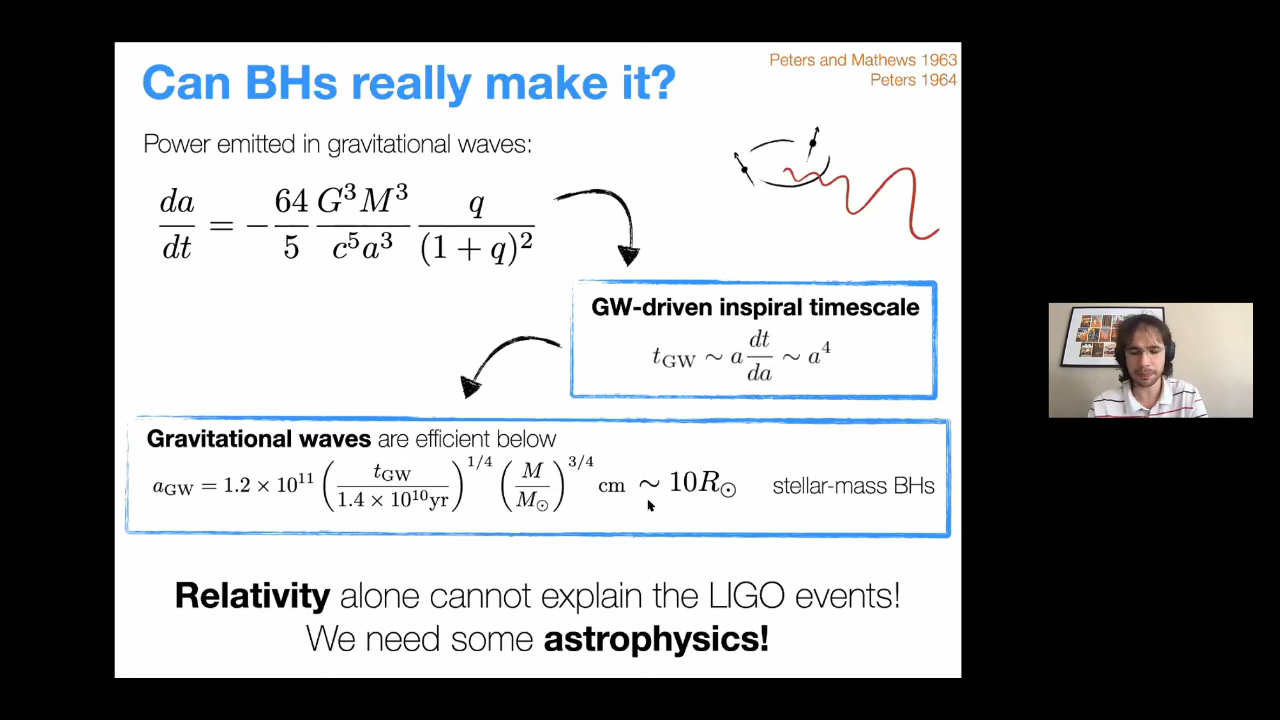 Can BHs really make it?
Peters and Mathews 1963
Peters 1964
Power emitted in gravitational waves:
da/dt = −64/5 G³M³/c⁵a³ q/(1 + q)²
GW-driven inspiral timescale
t_GW ∼ a dt/da ∼ a⁴
Gravitational waves are efficient below
a_GW = 1.2 × 10¹¹ (t_GW/1.4 × 10¹⁰yr)^1/4 (M/M⊙)^3/4 cm ∼ 10R⊙ stellar-mass BHs
Relativity alone cannot explain the LIGO events!
We need some astrophysics!